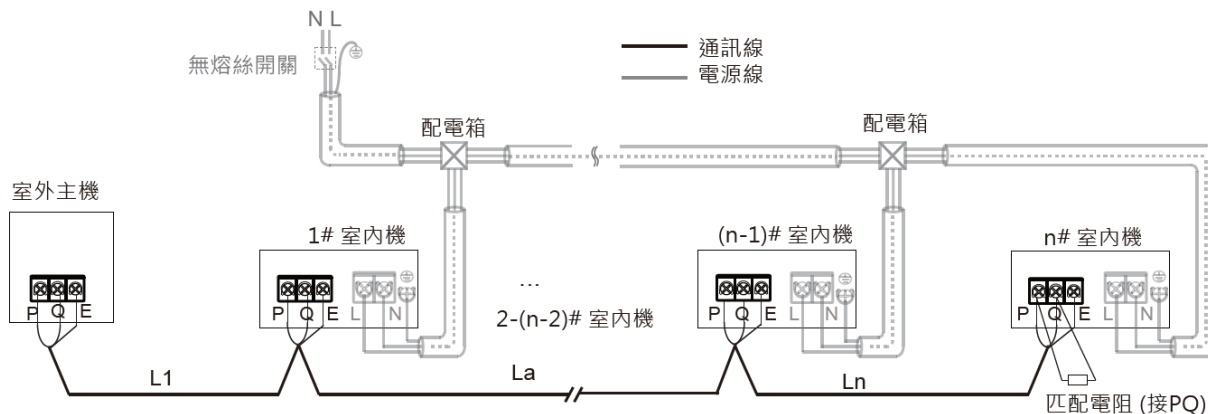 N L
無熔絲開關
通訊線
電源線
配電箱
配電箱
室外主機
1# 室內機
(n-1)# 室內機
n# 室內機
...
2-(n-2)# 室內機
P Q E
P Q E L N
P Q E L N
P Q E L N
L1
La
Ln
匹配電阻 (接PQ)